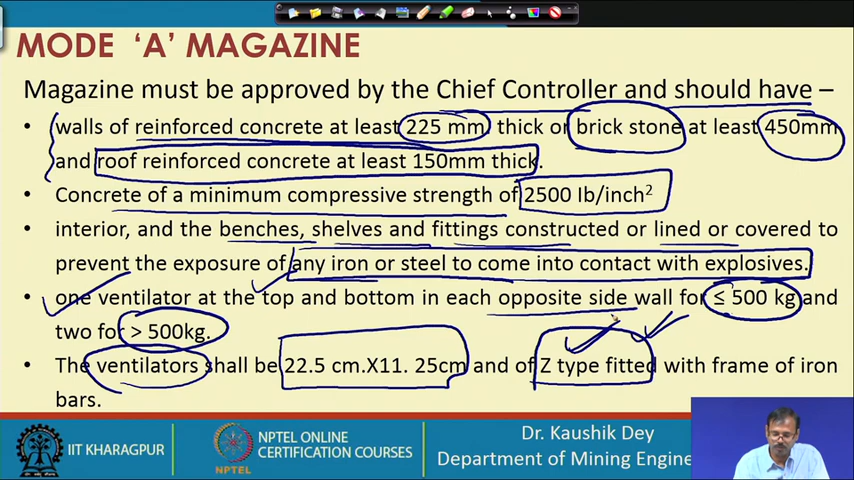 MODE ‘A’ MAGAZINE
Magazine must be approved by the Chief Controller and should have –
• walls of reinforced concrete at least 225 mm thick or brick stone at least 450mm
and roof reinforced concrete at least 150mm thick.
• Concrete of a minimum compressive strength of 2500 Ib/inch²
• interior, and the benches, shelves and fittings constructed or lined or covered to
prevent the exposure of any iron or steel to come into contact with explosives.
• one ventilator at the top and bottom in each opposite side wall for ≤ 500 kg and
two for > 500kg.
• The ventilators shall be 22.5 cm.X11. 25cm and of Z type fitted with frame of iron
bars.
IIT KHARAGPUR
NPTEL
NPTEL ONLINE
CERTIFICATION COURSES
Dr. Kaushik Dey
Department of Mining Engine